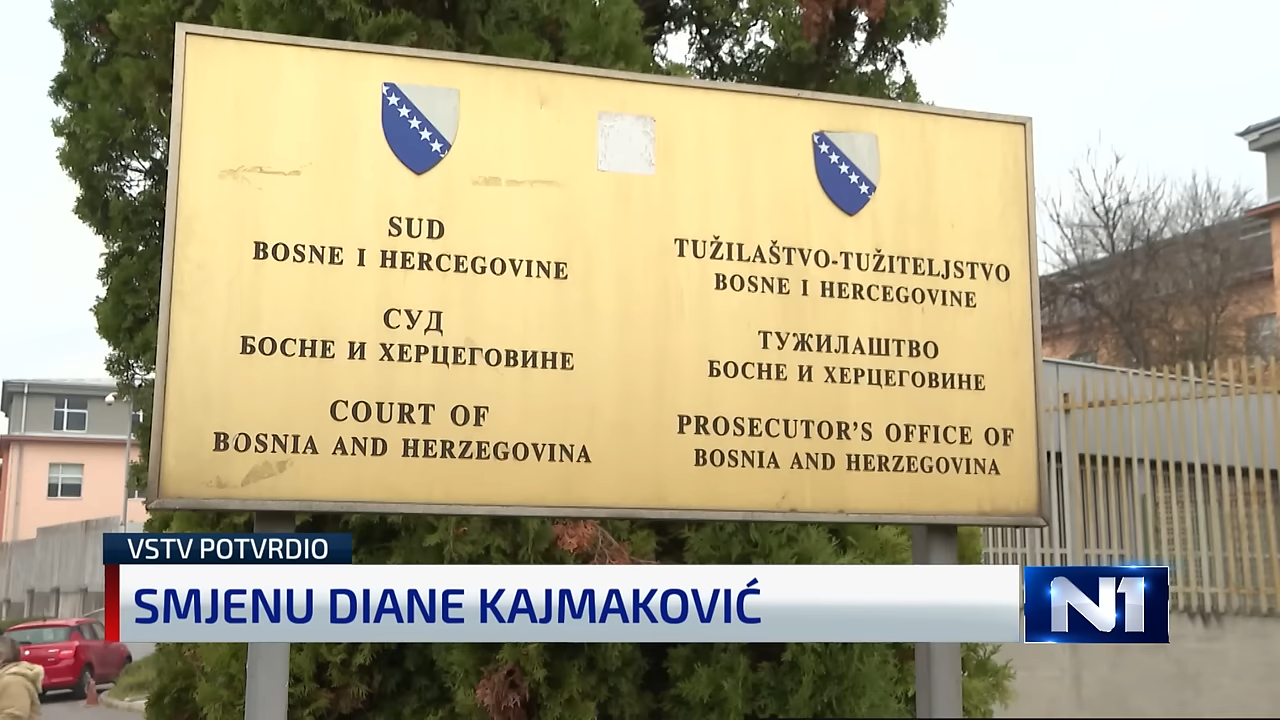 SUD
BOSNE I HERCEGOVINE
СУД
БОСНЕ И ХЕРЦЕГОВИНЕ
COURT OF
BOSNIA AND HERZEGOVINA
TUŽILAŠTVO-TUŽITELJSTVO
BOSNE I HERCEGOVINE
ТУЖИЛАШТВО
БОСНЕ И ХЕРЦЕГОВИНЕ
PROSECUTOR'S OFFICE OF
BOSNIA AND HERZEGOVINA
VSTV POTVRDIO
SMJENU DIANE KAJMAKOVIĆ
N1